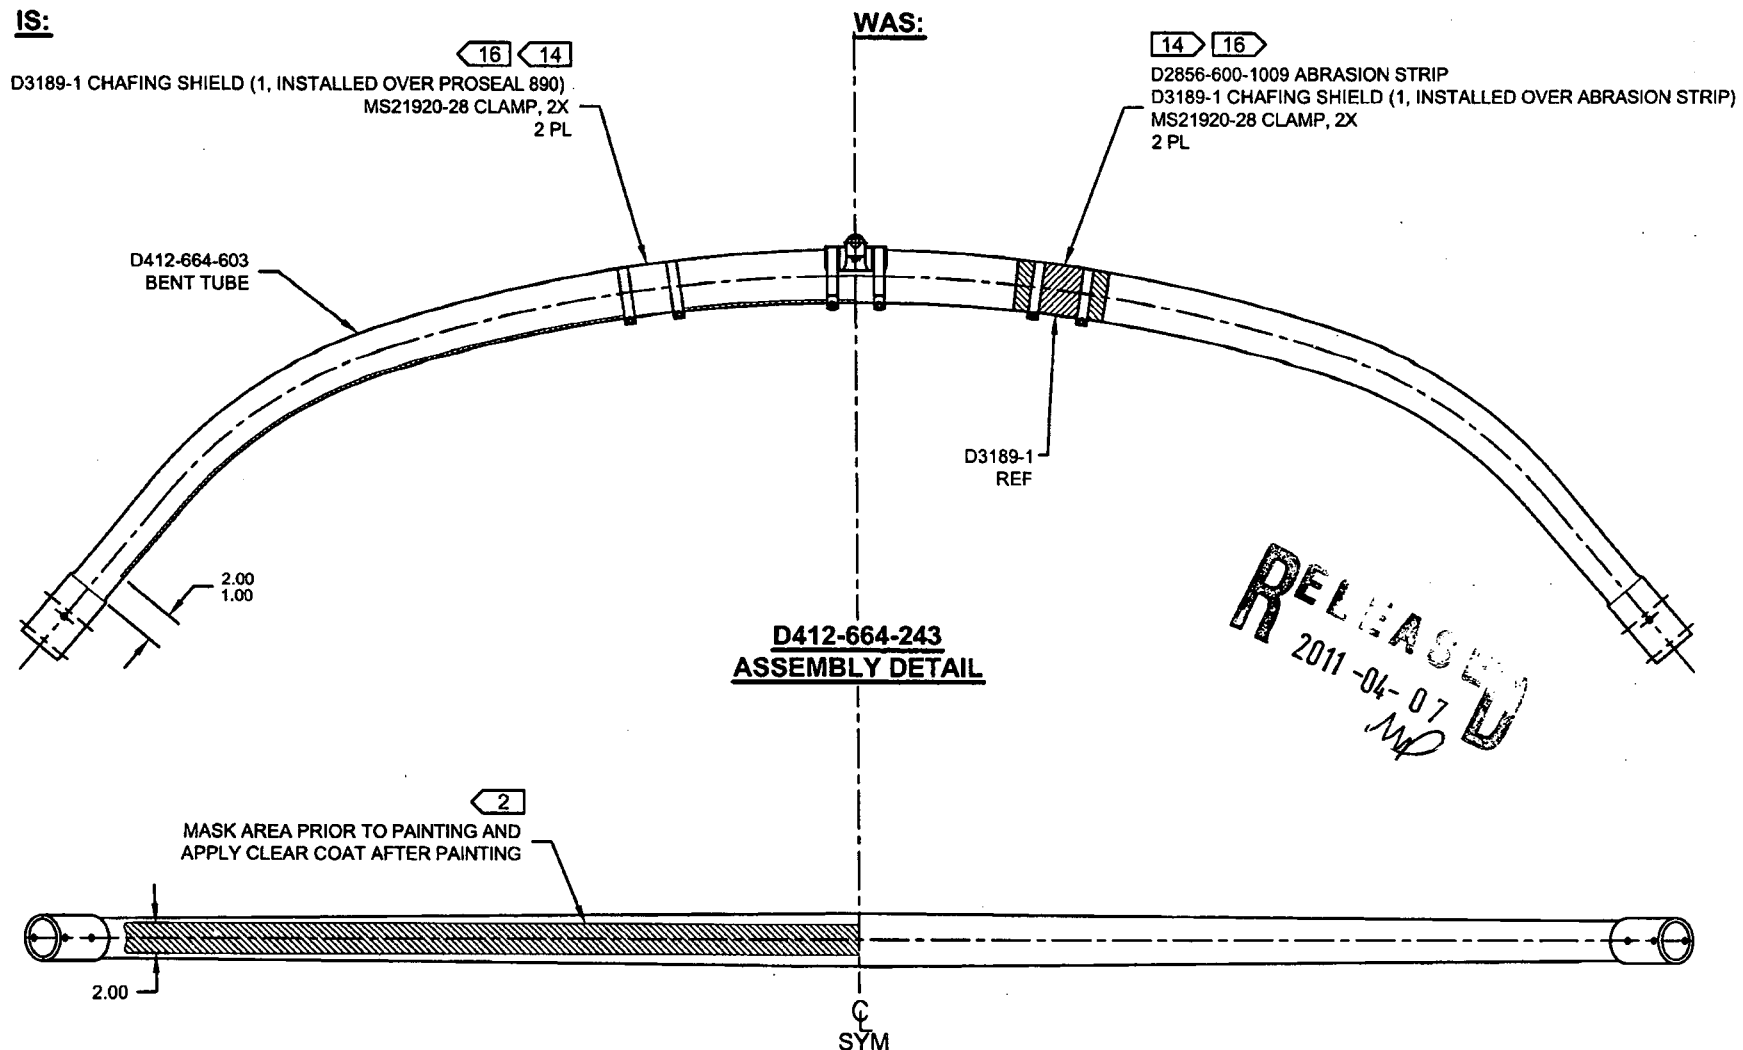 IS:
WAS:
16 14
D3189-1 CHAFING SHIELD (1, INSTALLED OVER PROSEAL 890)
MS21920-28 CLAMP, 2X
2 PL
14 16
D2856-600-1009 ABRASION STRIP
D3189-1 CHAFING SHIELD (1, INSTALLED OVER ABRASION STRIP)
MS21920-28 CLAMP, 2X
2 PL
D412-664-603
BENT TUBE
D3189-1
REF
2.00
1.00
D412-664-243
ASSEMBLY DETAIL
RELEASED
2011-04-07
2
MASK AREA PRIOR TO PAINTING AND
APPLY CLEAR COAT AFTER PAINTING
2.00
CL
SYM